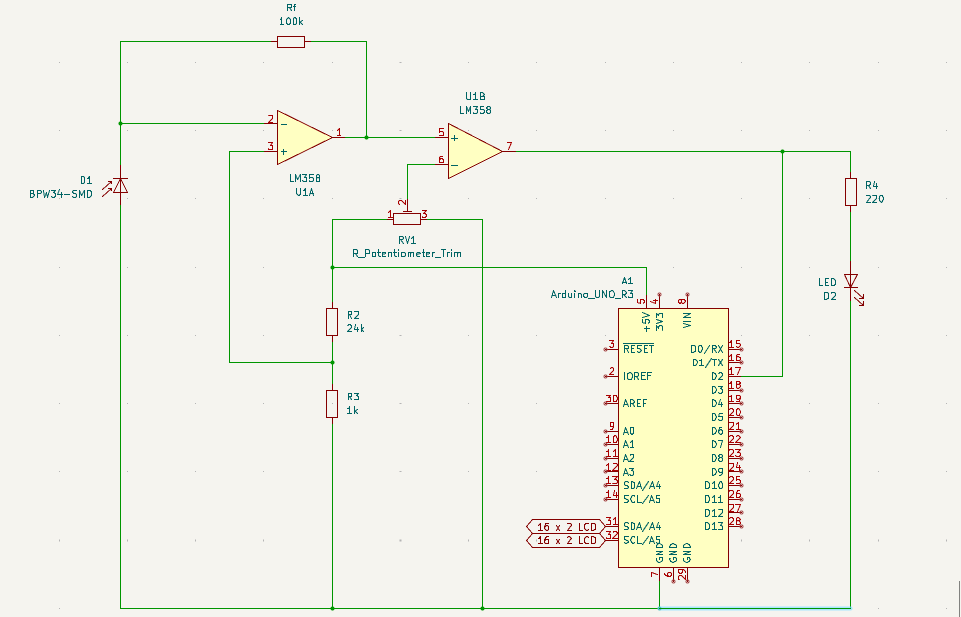 Rf
100k
U1B
LM358
2
−
3
+
1
5
+
6
−
7
LM358
U1A
D1
BPW34-SMD
R4
220
2
1
3
RV1
R_Potentiometer_Trim
A1
Arduino_UNO_R3
LED
D2
5
4
8
+5V
3V3
VIN
R2
24k
R3
1k
3 RESET
2 IOREF
30 AREF
9 A0
10 A1
11 A2
12 A3
13 SDA/A4
14 SCL/A5
16 x 2 LCD 31 SDA/A4
16 x 2 LCD 32 SCL/A5
D0/RX 15
D1/TX 16
D2 17
D3 18
D4 19
D5 20
D6 21
D7 22
D8 23
D9 24
D10 25
D11 26
D12 27
D13 28
GND
GND
GND
7
6
29